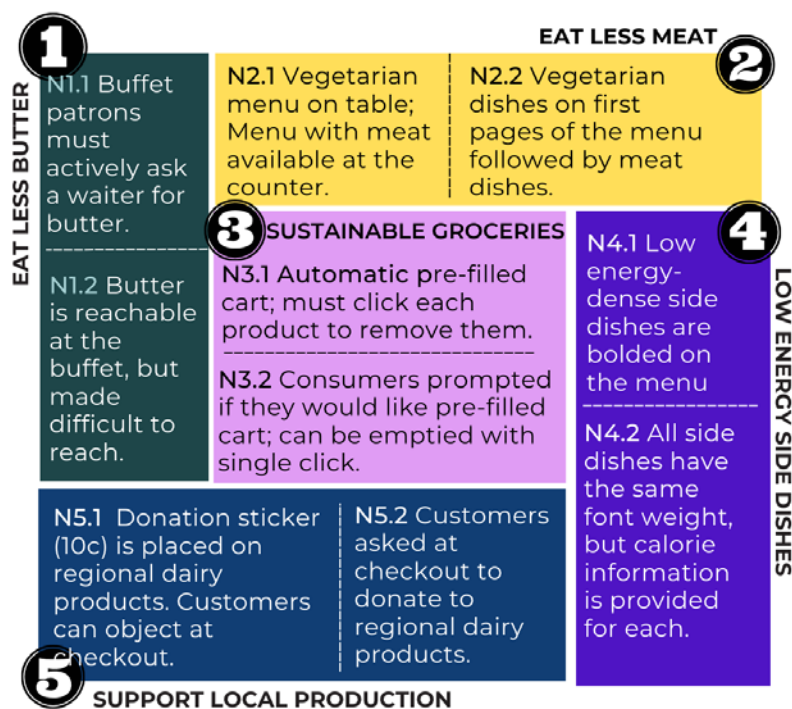 1
EAT LESS BUTTER
N1.1 Buffet
patrons
must
actively ask
a waiter for
butter.
N1.2 Butter
is reachable
at the
buffet, but
made
difficult to
reach.
EAT LESS MEAT
2
N2.1 Vegetarian
menu on table;
Menu with meat
available at the
counter.
N2.2 Vegetarian
dishes on first
pages of the menu
followed by meat
dishes.
3
SUSTAINABLE GROCERIES
N3.1 Automatic pre-filled
cart; must click each
product to remove them.
N3.2 Consumers prompted
if they would like pre-filled
cart; can be emptied with
single click.
4
LOW ENERGY SIDE DISHES
N4.1 Low
energy-
dense side
dishes are
bolded on
the menu
N4.2 All side
dishes have
the same
font weight,
but calorie
information
is provided
for each.
N5.1 Donation sticker
(10c) is placed on
regional dairy
products. Customers
can object at
checkout.
N5.2 Customers
asked at
checkout to
donate to
regional dairy
products.
5
SUPPORT LOCAL PRODUCTION